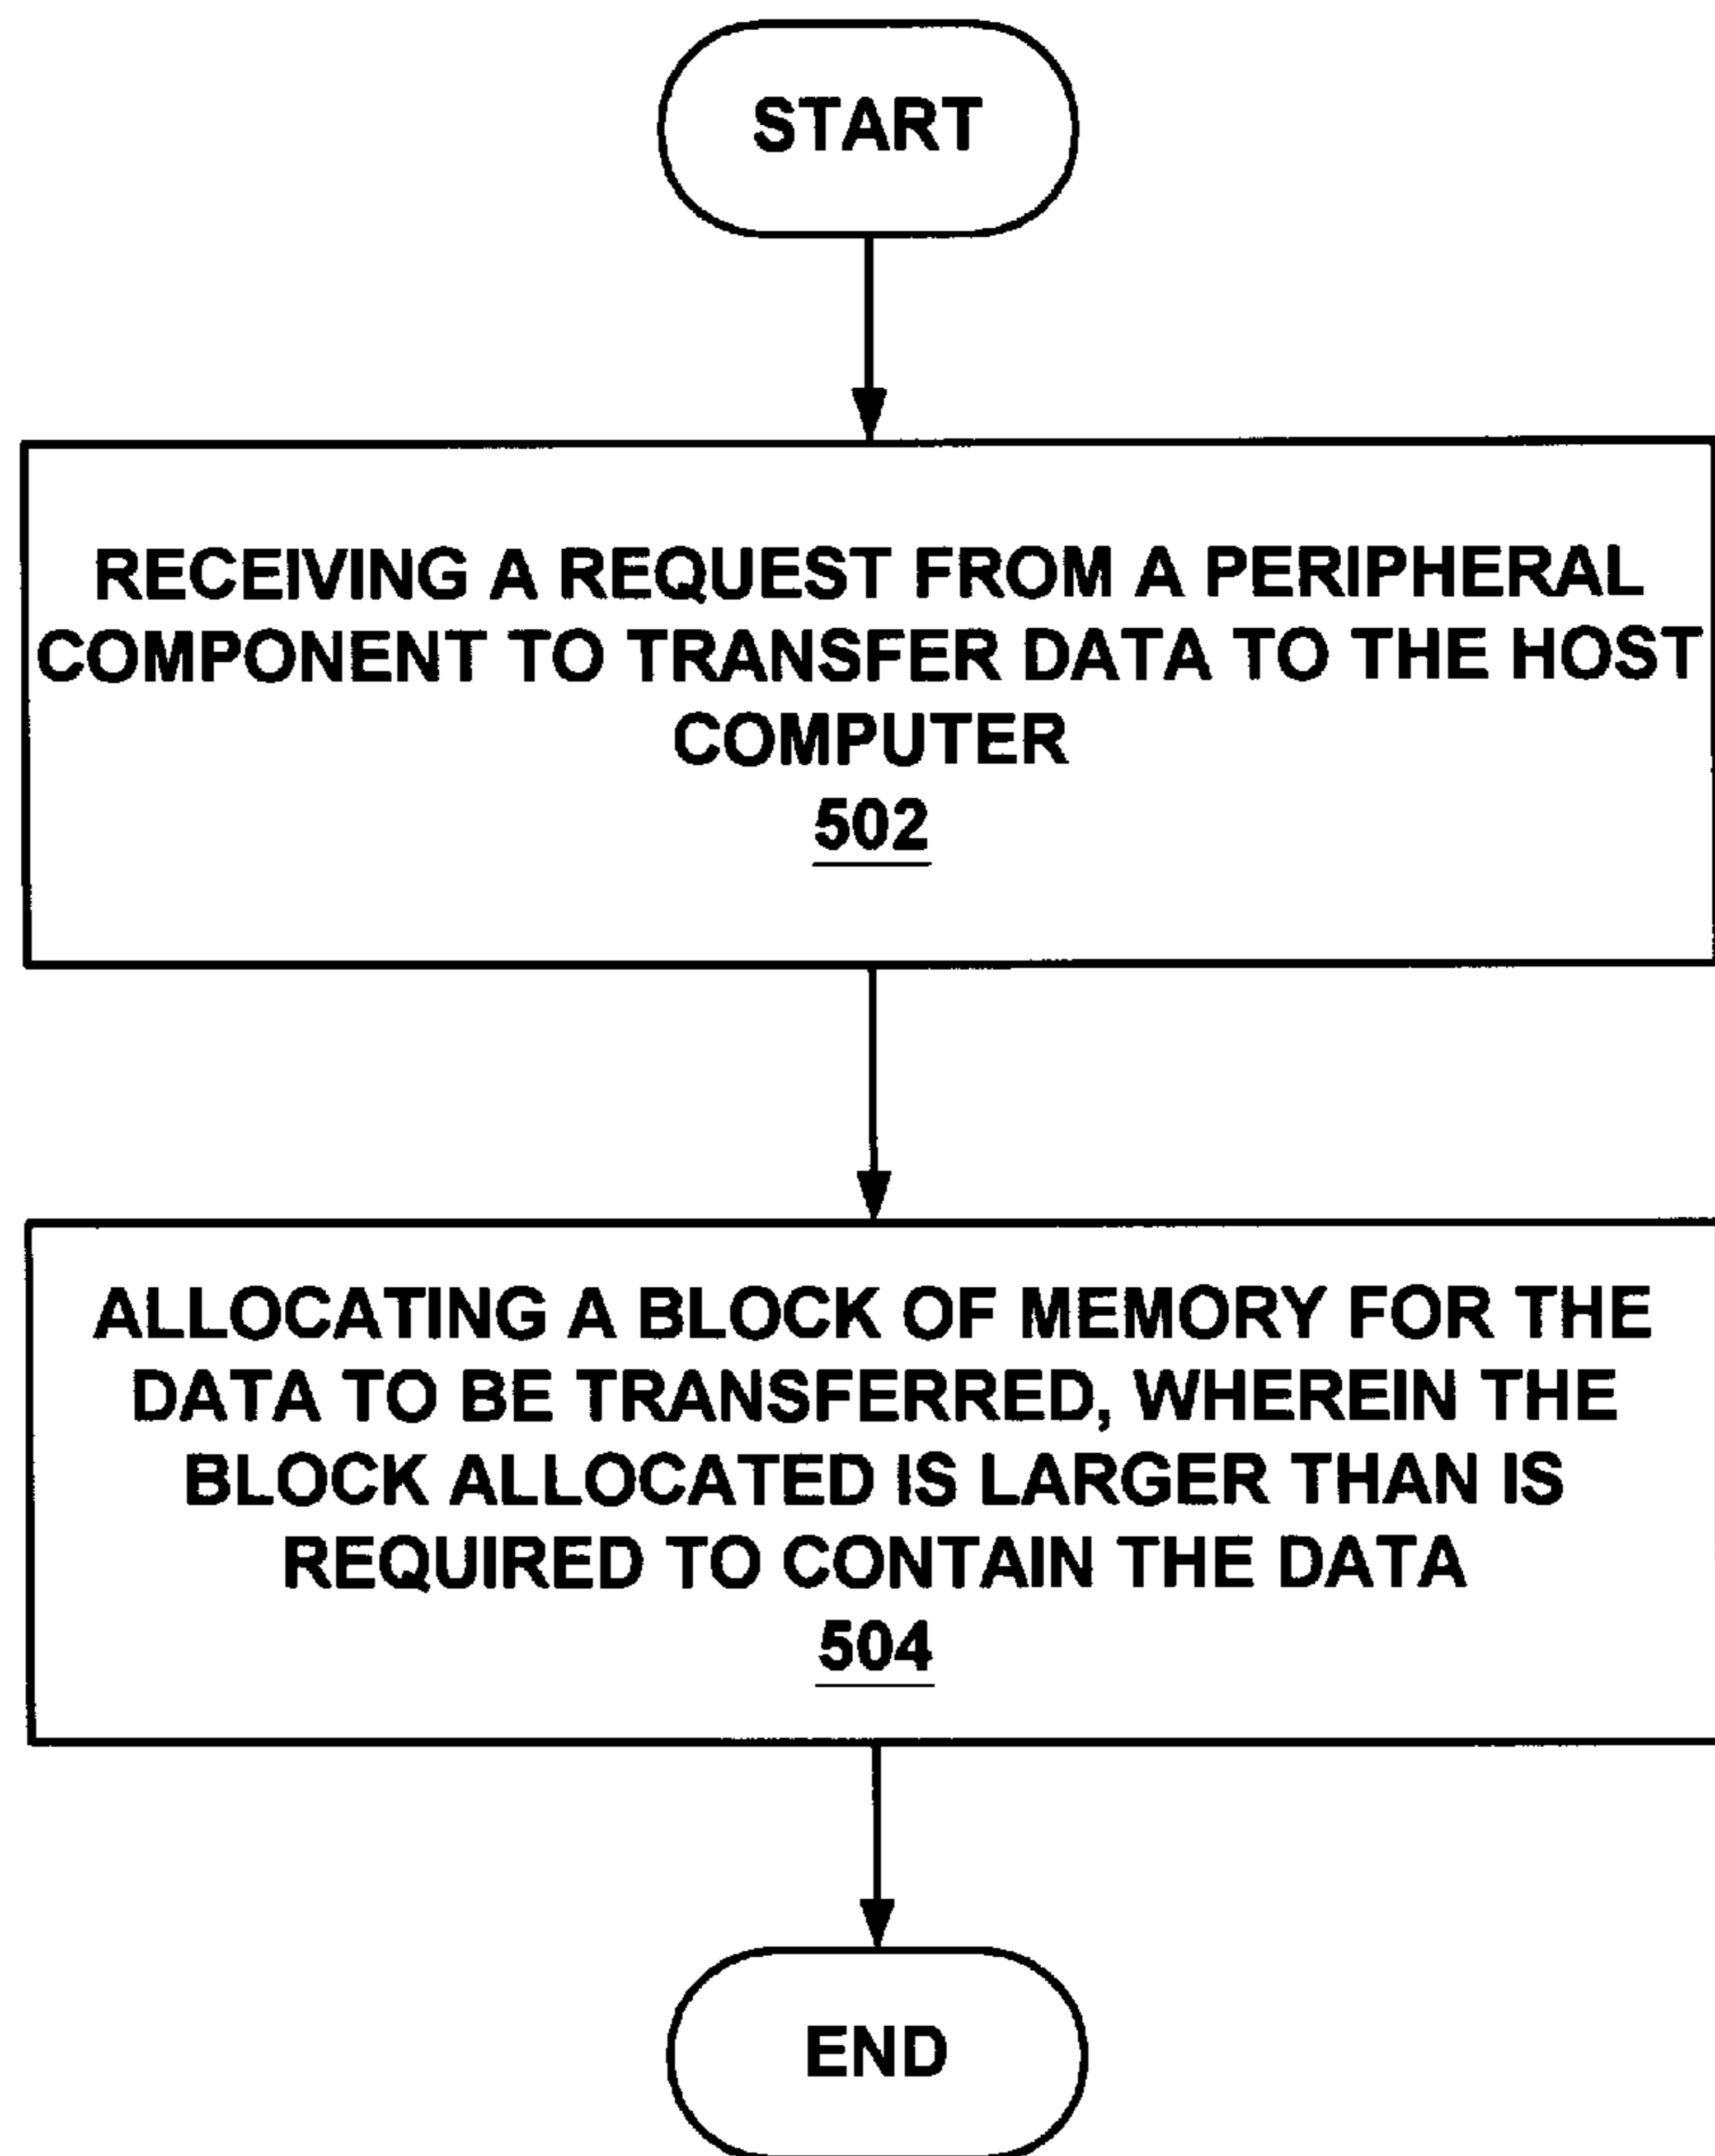 START
RECEIVING A REQUEST FROM A PERIPHERAL
COMPONENT TO TRANSFER DATA TO THE HOST
COMPUTER
502
ALLOCATING A BLOCK OF MEMORY FOR THE
DATA TO BE TRANSFERRED, WHEREIN THE
BLOCK ALLOCATED IS LARGER THAN IS
REQUIRED TO CONTAIN THE DATA
504
END